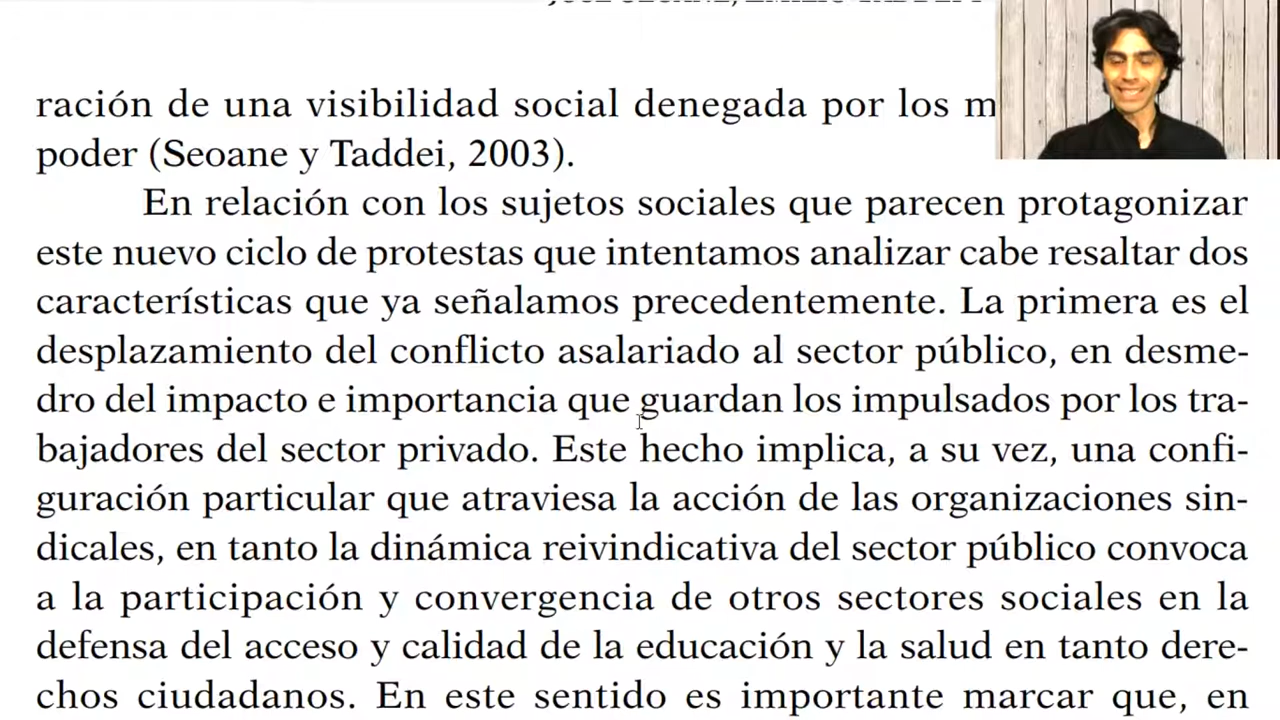 ración de una visibilidad social denegada por los
poder (Seoane y Taddei, 2003).
En relación con los sujetos sociales que parecen protagonizar
este nuevo ciclo de protestas que intentamos analizar cabe resaltar dos
características que ya señalamos precedentemente. La primera es el
desplazamiento del conflicto asalariado al sector público, en desme-
dro del impacto e importancia que guardan los impulsados por los tra-
bajadores del sector privado. Este hecho implica, a su vez, una confi-
guración particular que atraviesa la acción de las organizaciones sin-
dicales, en tanto la dinámica reivindicativa del sector público convoca
a la participación y convergencia de otros sectores sociales en la
defensa del acceso y calidad de la educación y la salud en tanto dere-
chos ciudadanos. En este sentido es importante marcar que, en